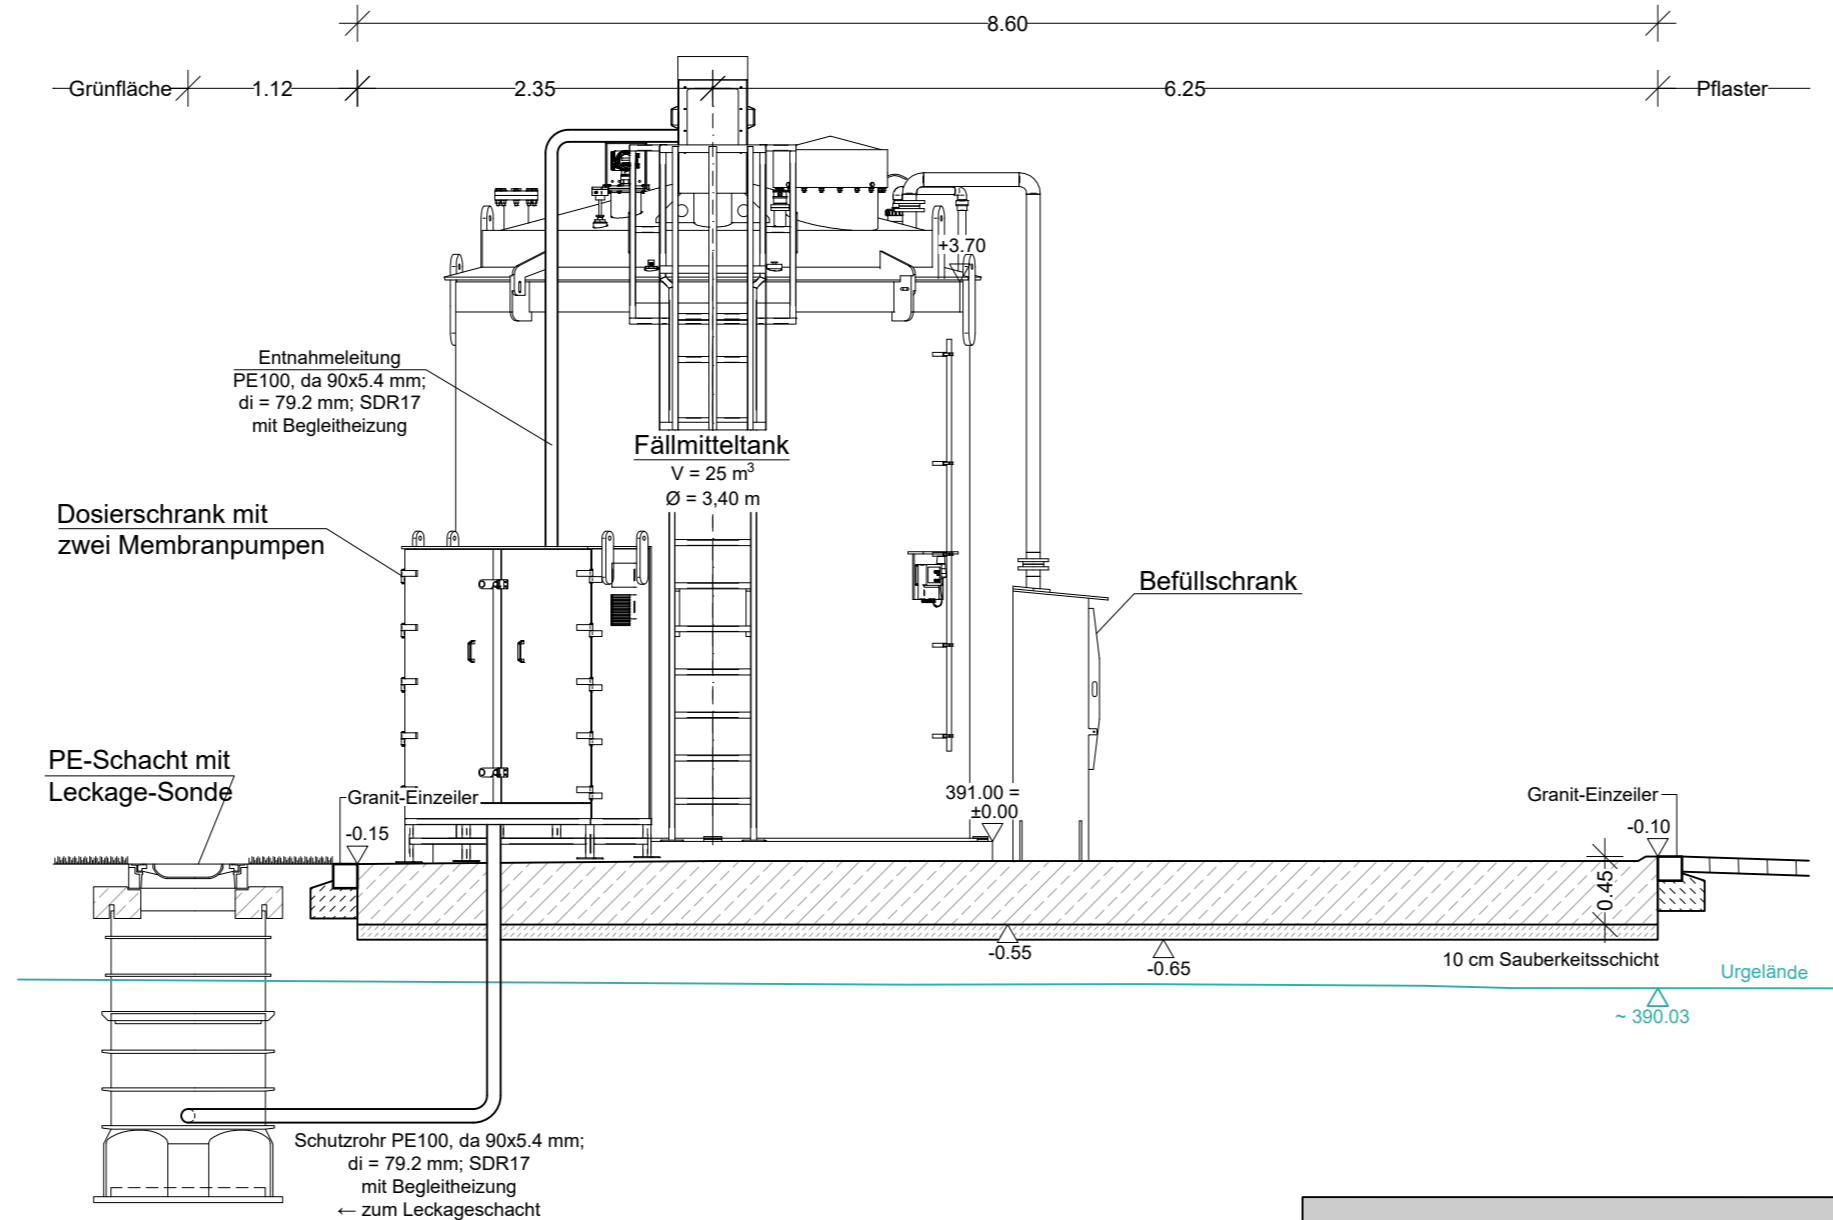 8.60
Grünfläche
1.12
2.35
6.25
Pflaster
+3.70
Entnahmeleitung
PE100, da 90x5.4 mm;
di = 79.2 mm; SDR17
mit Begleitheizung
Fällmitteltank
V = 25 m³
Ø = 3,40 m
Dosierschrank mit
zwei Membranpumpen
Befüllschrank
PE-Schacht mit
Leckage-Sonde
Granit-Einzeiler
-0.15
391.00 =
±0.00
Granit-Einzeiler
-0.10
0.45
-0.55
-0.65
10 cm Sauberkeitsschicht
Urgelände
~ 390.03
Schutzrohr PE100, da 90x5.4 mm;
di = 79.2 mm; SDR17
mit Begleitheizung
← zum Leckageschacht